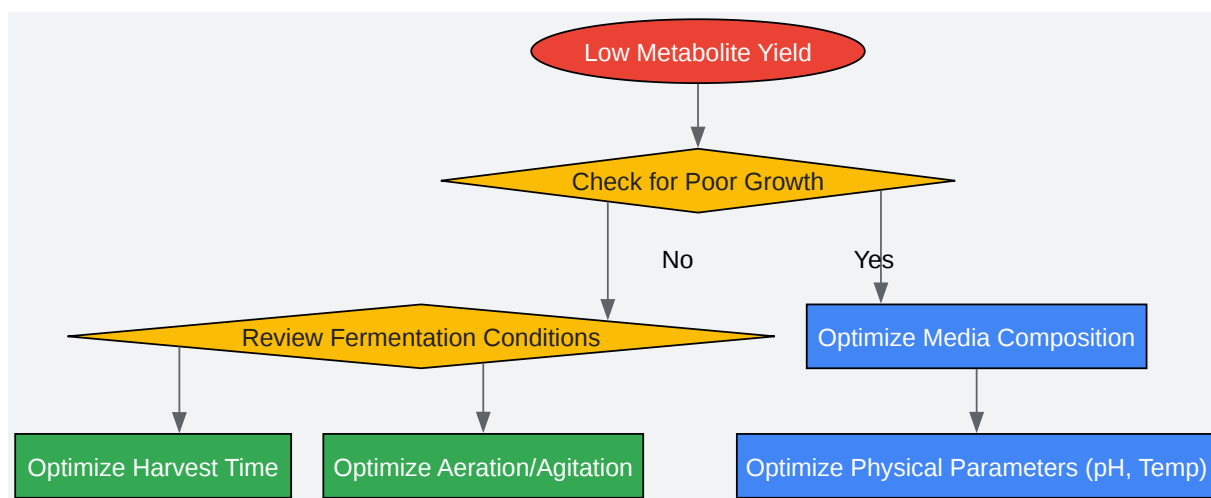 Low Metabolite Yield
Check for Poor Growth
No
Yes
Review Fermentation Conditions
Optimize Media Composition
Optimize Harvest Time
Optimize Aeration/Agitation
Optimize Physical Parameters (pH, Temp)